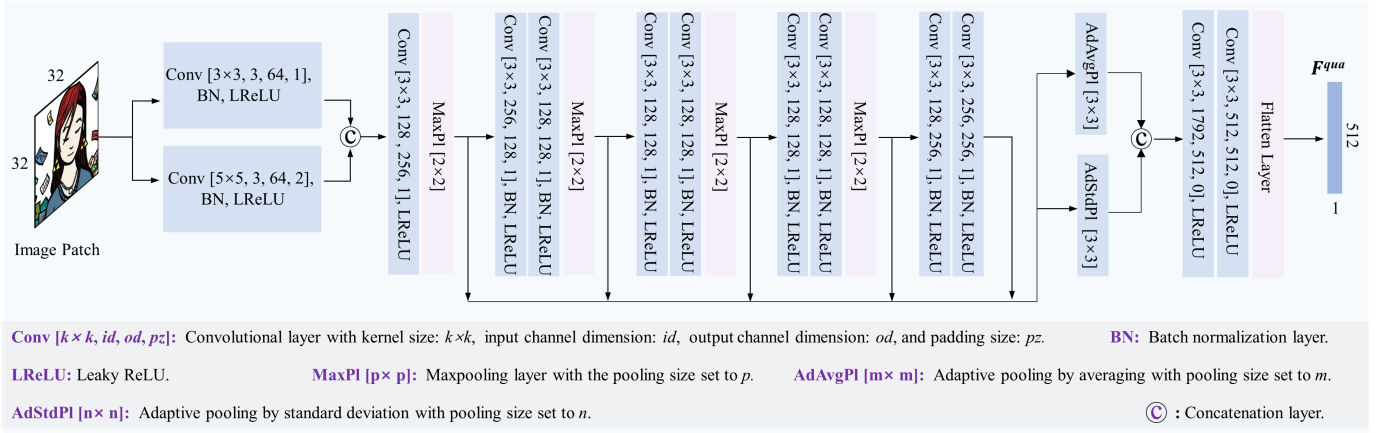 32
32
Image Patch
Conv [3×3, 3, 64, 1],
BN, LReLU
Conv [5×5, 3, 64, 2],
BN, LReLU
C
Conv [3×3, 128 , 256, 1], LReLU
MaxPl [2×2]
Conv [3×3, 256, 128, 1], BN, LReLU
Conv [3×3, 128, 128, 1], BN, LReLU
MaxPl [2×2]
Conv [3×3, 128, 128, 1], BN, LReLU
Conv [3×3, 128, 128, 1], BN, LReLU
MaxPl [2×2]
Conv [3×3, 128, 128, 1], BN, LReLU
Conv [3×3, 128, 128, 1], BN, LReLU
MaxPl [2×2]
Conv [3×3, 128, 256, 1], BN, LReLU
Conv [3×3, 256, 256, 1], BN, LReLU
AdAvgPl [3×3]
AdStdPl [3×3]
C
Conv [3×3, 1792, 512, 0], LReLU
Conv [3×3, 512, 512, 0], LReLU
Flatten Layer
F^qua
512
1
Conv [k× k, id, od, pz]: Convolutional layer with kernel size: k×k, input channel dimension: id, output channel dimension: od, and padding size: pz. BN: Batch normalization layer.
LReLU: Leaky ReLU. MaxPl [p× p]: Maxpooling layer with the pooling size set to p. AdAvgPl [m× m]: Adaptive pooling by averaging with pooling size set to m.
AdStdPl [n× n]: Adaptive pooling by standard deviation with pooling size set to n. C : Concatenation layer.